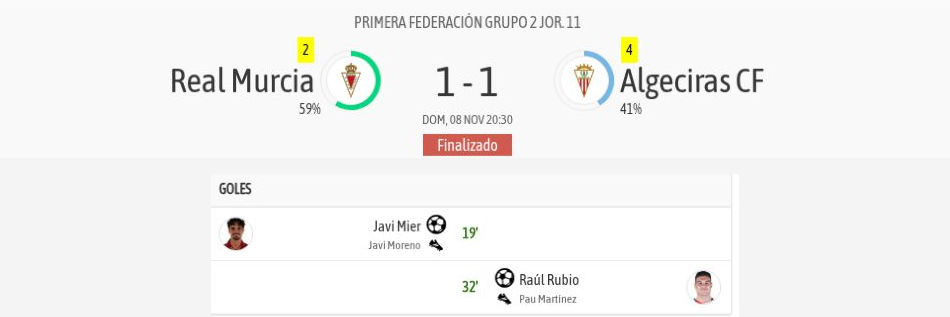 PRIMERA FEDERACIÓN GRUPO 2 JOR. 11
2
4
Real Murcia
1 - 1
Algeciras CF
59%
41%
DOM, 08 NOV 20:30
Finalizado
GOLES
Javi Mier
19'
Javi Moreno
32'
Raúl Rubio
Pau Martínez